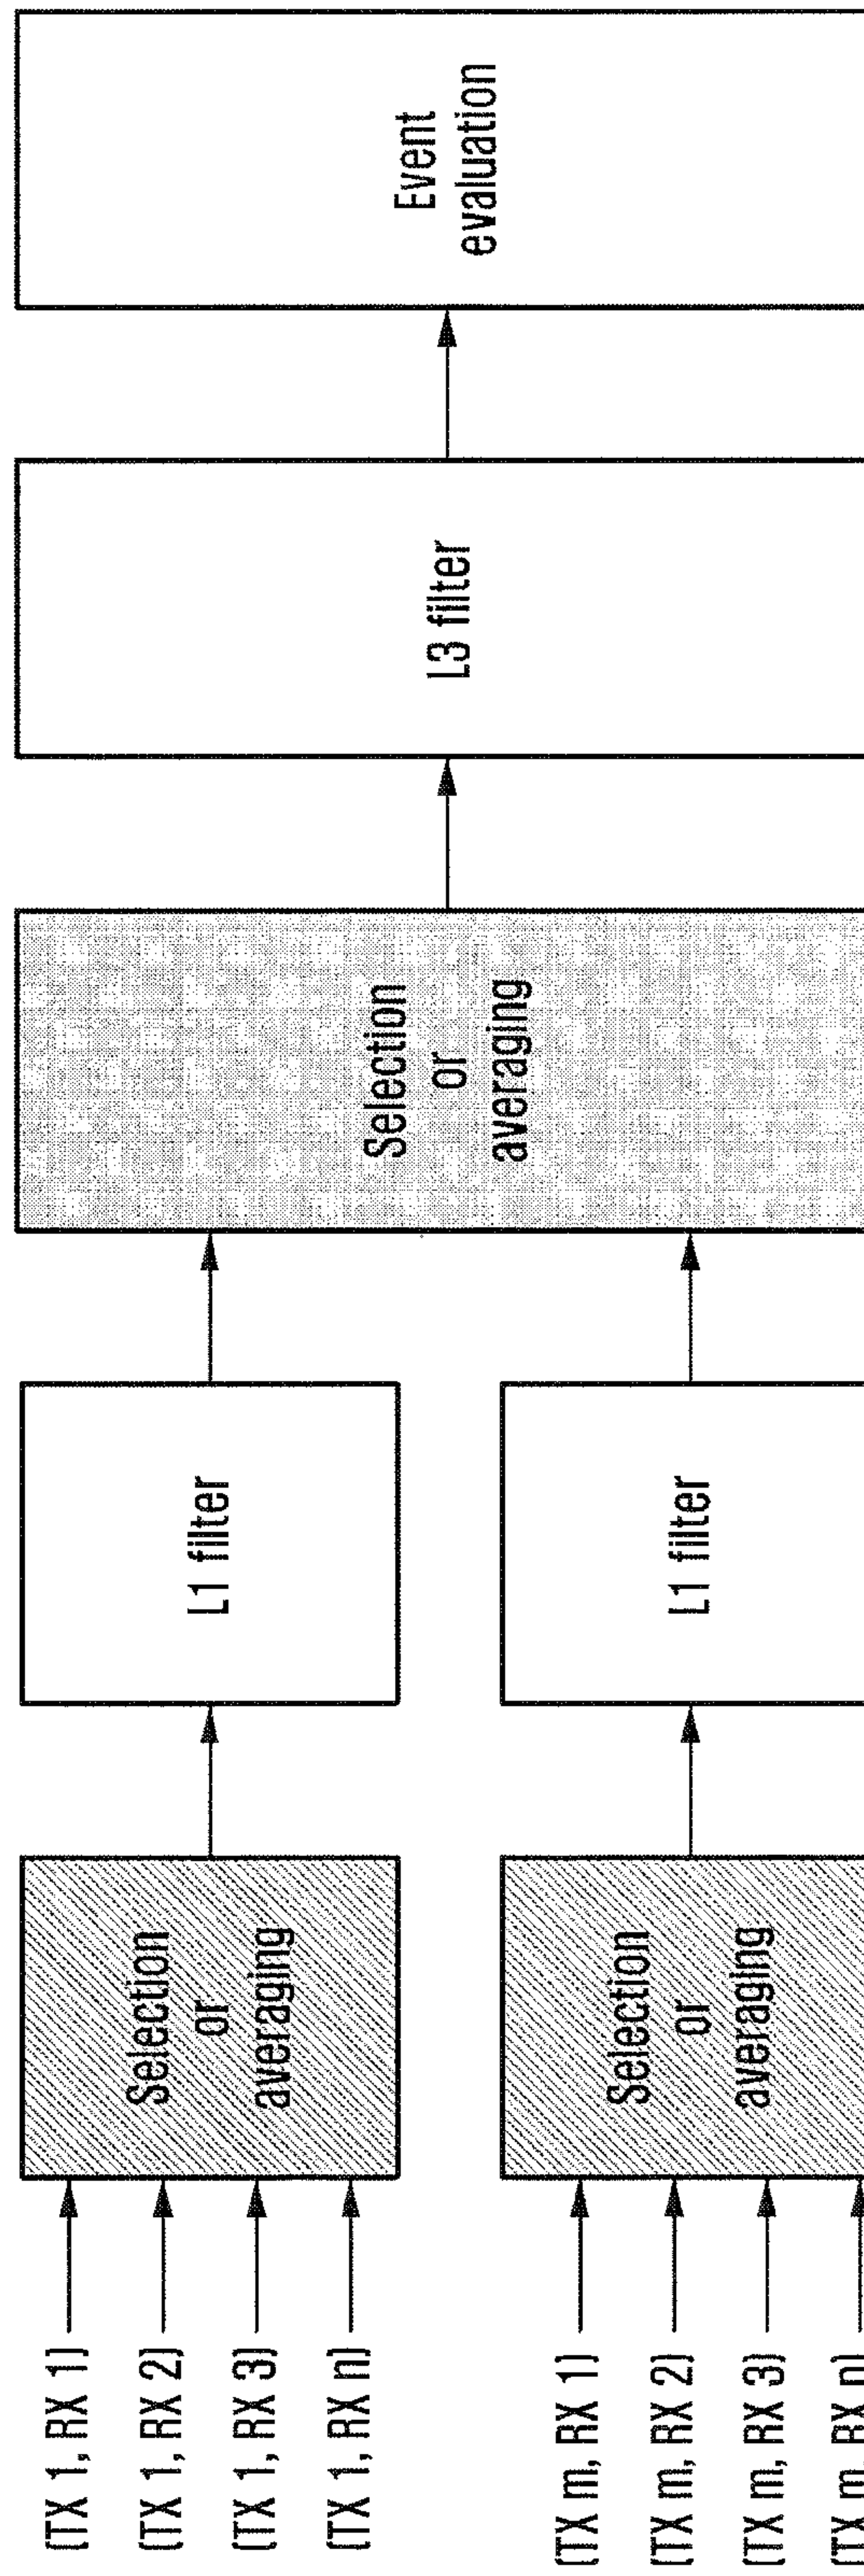 (TX 1, RX 1)
(TX 1, RX 2)
(TX 1, RX 3)
(TX 1, RX n)
Selection
or
averaging
L1 filter
(TX m, RX 1)
(TX m, RX 2)
(TX m, RX 3)
(TX m, RX n)
Selection
or
averaging
L1 filter
Selection
or
averaging
L3 filter
Event
evaluation